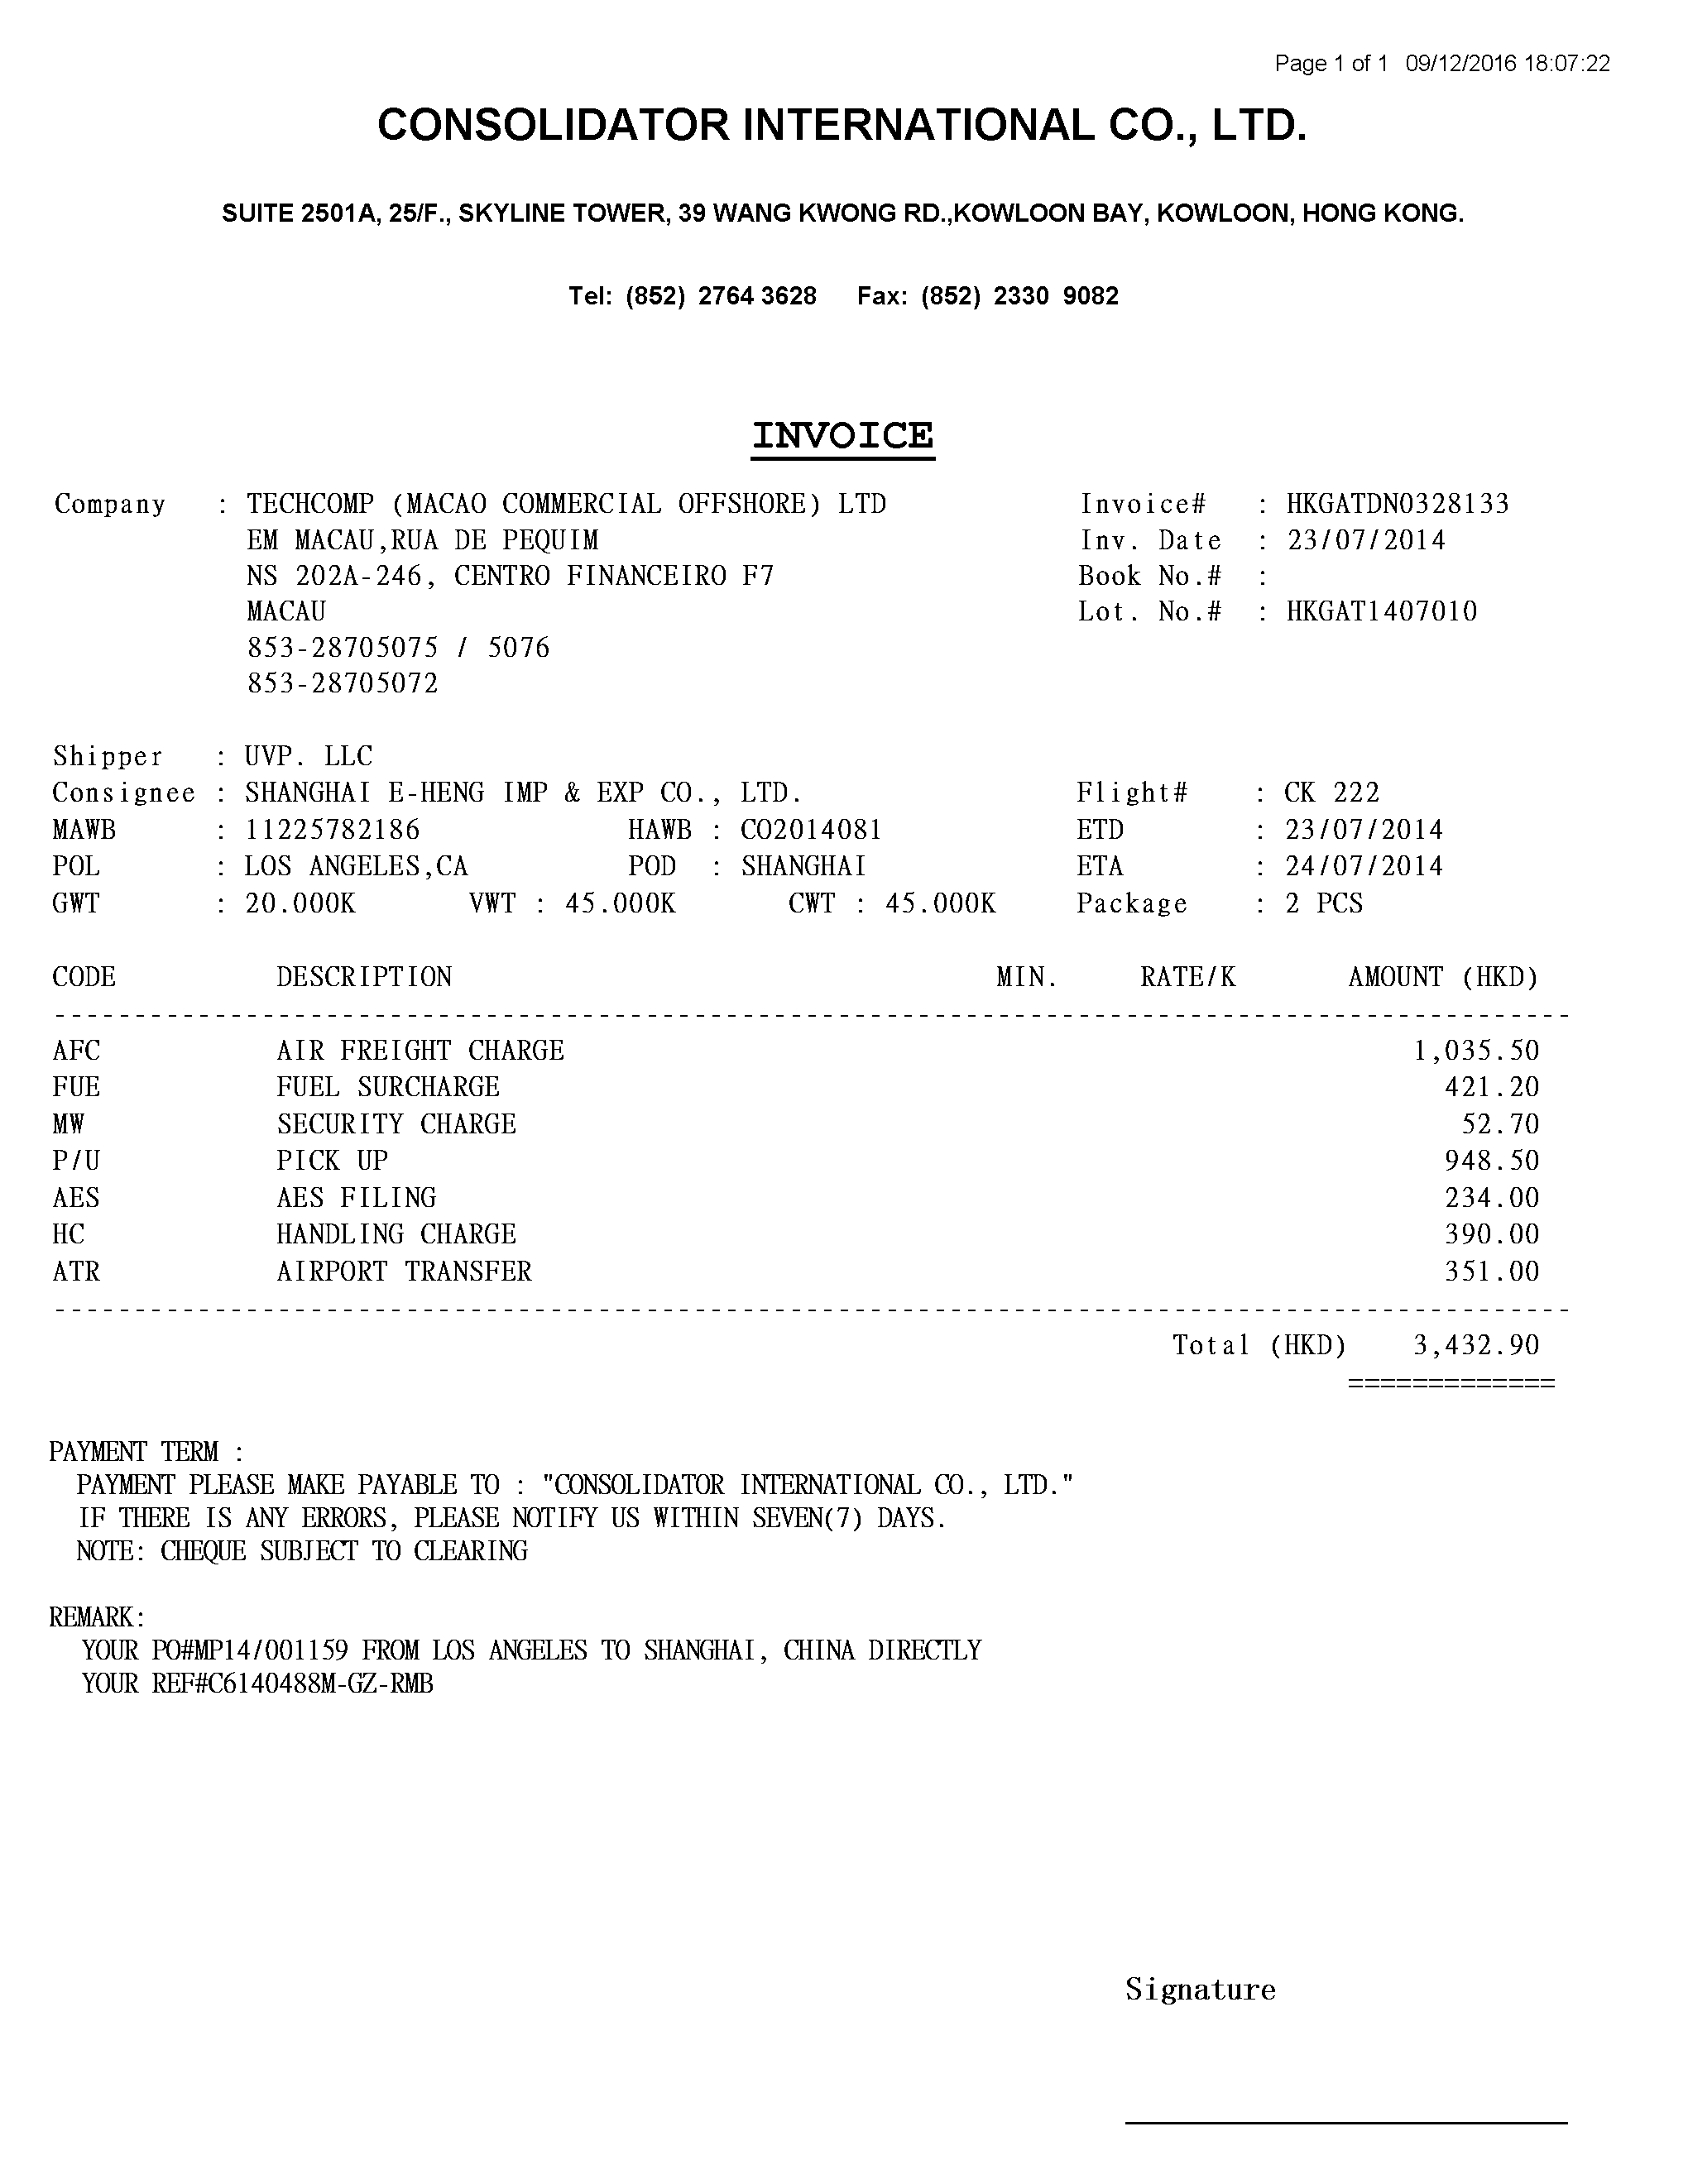 Page 1 of 1 09/12/2016 18:07:22
CONSOLIDATOR INTERNATIONAL CO., LTD.
SUITE 2501A, 25/F., SKYLINE TOWER, 39 WANG KWONG RD.,KOWLOON BAY, KOWLOON, HONG KONG.
Tel: (852) 2764 3628 Fax: (852) 2330 9082
INVOICE
Company : TECHCOMP (MACAO COMMERCIAL OFFSHORE) LTD Invoice# : HKGATDN0328133
EM MACAU,RUA DE PEQUIM Inv. Date : 23/07/2014
NS 202A-246, CENTRO FINANCEIRO F7 Book No.# :
MACAU Lot. No.# : HKGAT1407010
853-28705075 / 5076
853-28705072
Shipper : UVP. LLC
Consignee : SHANGHAI E-HENG IMP & EXP CO., LTD. Flight# : CK 222
MAWB : 11225782186 HAWB : CO2014081 ETD : 23/07/2014
POL : LOS ANGELES,CA POD : SHANGHAI ETA : 24/07/2014
GWT : 20.000K VWT : 45.000K CWT : 45.000K Package : 2 PCS
CODE DESCRIPTION MIN. RATE/K AMOUNT (HKD)
AFC AIR FREIGHT CHARGE 1,035.50
FUE FUEL SURCHARGE 421.20
MW SECURITY CHARGE 52.70
P/U PICK UP 948.50
AES AES FILING 234.00
HC HANDLING CHARGE 390.00
ATR AIRPORT TRANSFER 351.00
Total (HKD) 3,432.90
=============
PAYMENT TERM :
PAYMENT PLEASE MAKE PAYABLE TO : "CONSOLIDATOR INTERNATIONAL CO., LTD."
IF THERE IS ANY ERRORS, PLEASE NOTIFY US WITHIN SEVEN(7) DAYS.
NOTE: CHEQUE SUBJECT TO CLEARING
REMARK:
YOUR PO#MP14/001159 FROM LOS ANGELES TO SHANGHAI, CHINA DIRECTLY
YOUR REF#C6140488M-GZ-RMB
Signature